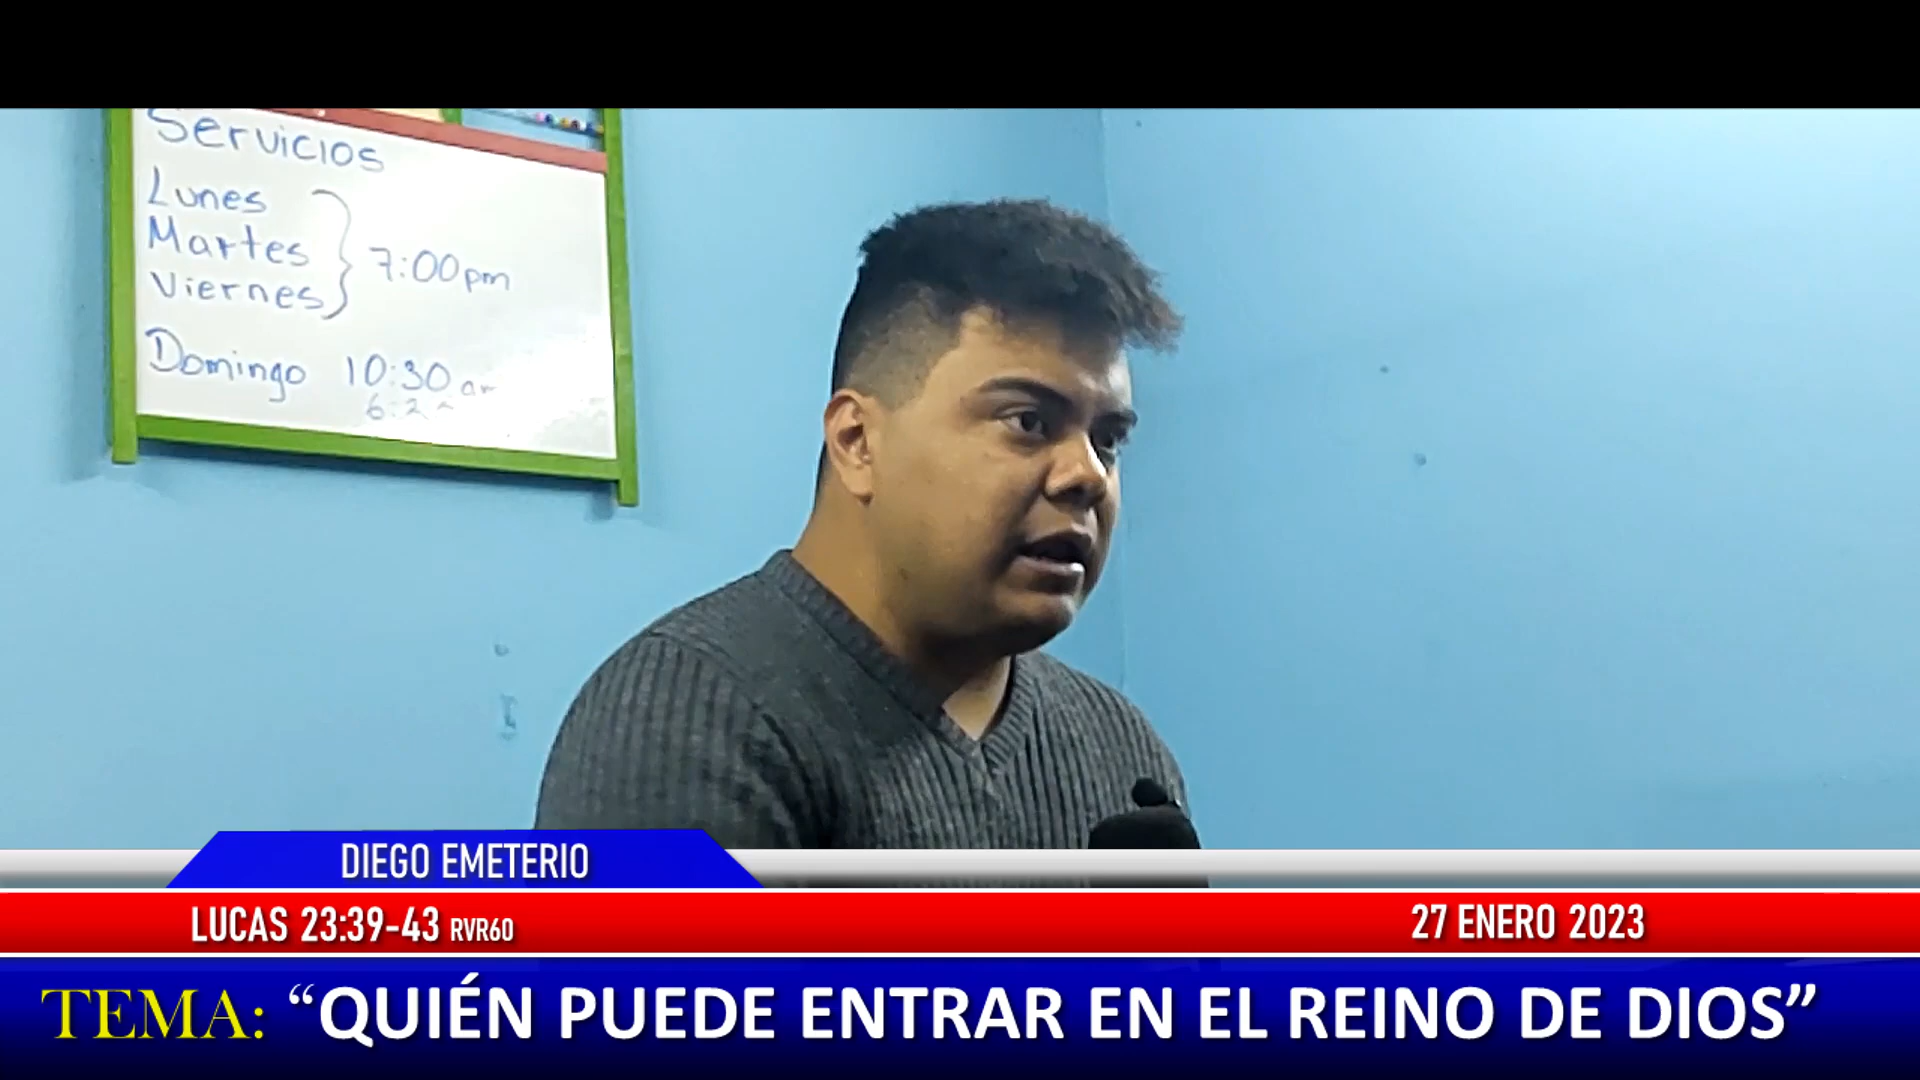 Servicios
Lunes
Martes
Viernes
7:00pm
Domingo 10:30 am
DIEGO EMETERIO
LUCAS 23:39-43 RVR60
27 ENERO 2023
TEMA: “QUIÉN PUEDE ENTRAR EN EL REINO DE DIOS”